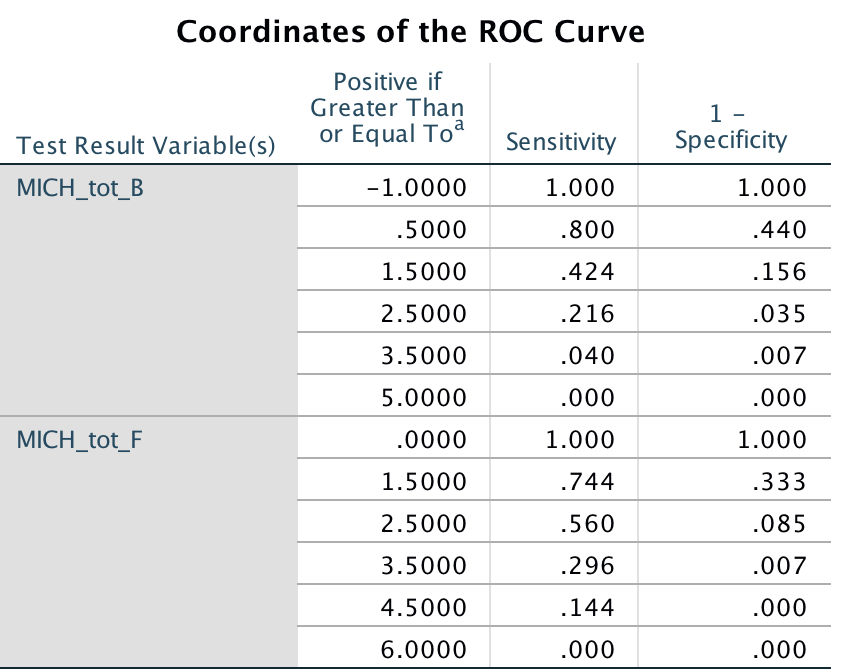 Coordinates of the ROC Curve
Test Result Variable(s) Positive if Greater Than or Equal Toa Sensitivity 1 - Specificity
MICH_tot_B -1.0000 1.000 1.000
.5000 .800 .440
1.5000 .424 .156
2.5000 .216 .035
3.5000 .040 .007
5.0000 .000 .000
MICH_tot_F .0000 1.000 1.000
1.5000 .744 .333
2.5000 .560 .085
3.5000 .296 .007
4.5000 .144 .000
6.0000 .000 .000